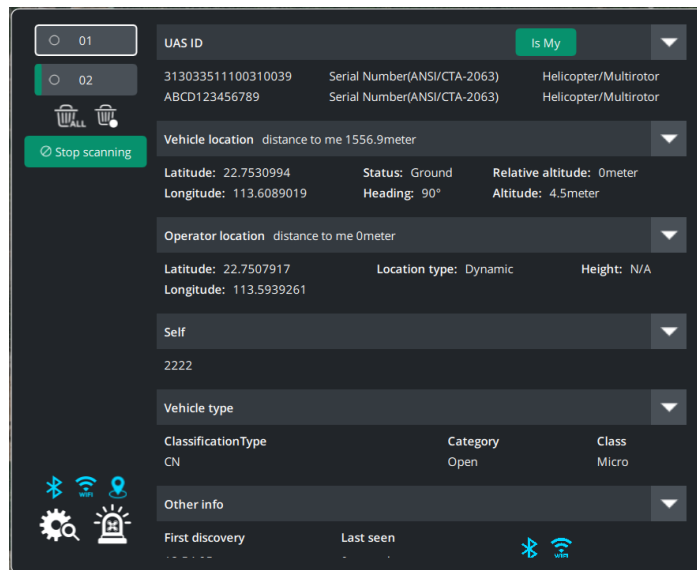 01
02
ALL
Stop scanning
WIFI
UAS ID
Is My
313033511100310039 Serial Number(ANSI/CTA-2063) Helicopter/Multirotor
ABCD123456789 Serial Number(ANSI/CTA-2063) Helicopter/Multirotor
Vehicle location distance to me 1556.9meter
Latitude: 22.7530994 Status: Ground Relative altitude: 0meter
Longitude: 113.6089019 Heading: 90° Altitude: 4.5meter
Operator location distance to me 0meter
Latitude: 22.7507917 Location type: Dynamic Height: N/A
Longitude: 113.5939261
Self
2222
Vehicle type
ClassificationType Category Class
CN Open Micro
Other info
First discovery Last seen
WIFI